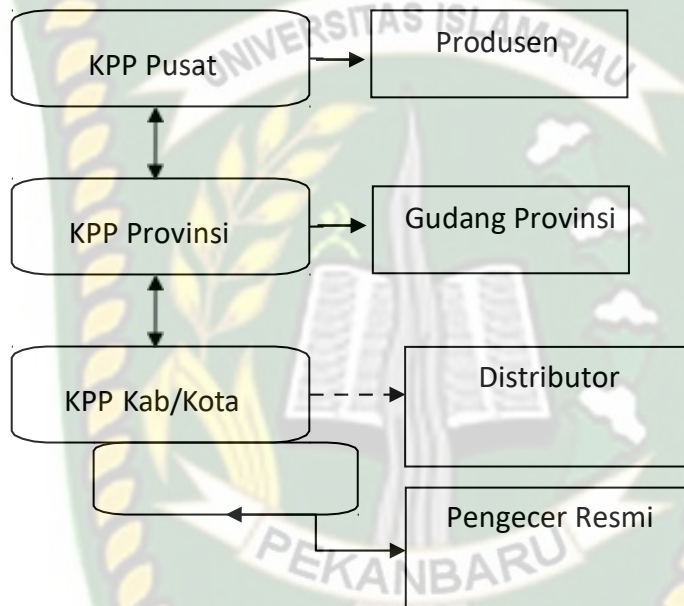 UNIVERSITAS ISLAM RIAU
KPP Pusat
Produsen
KPP Provinsi
Gudang Provinsi
KPP Kab/Kota
Distributor
Pengecer Resmi
PEKANBARU